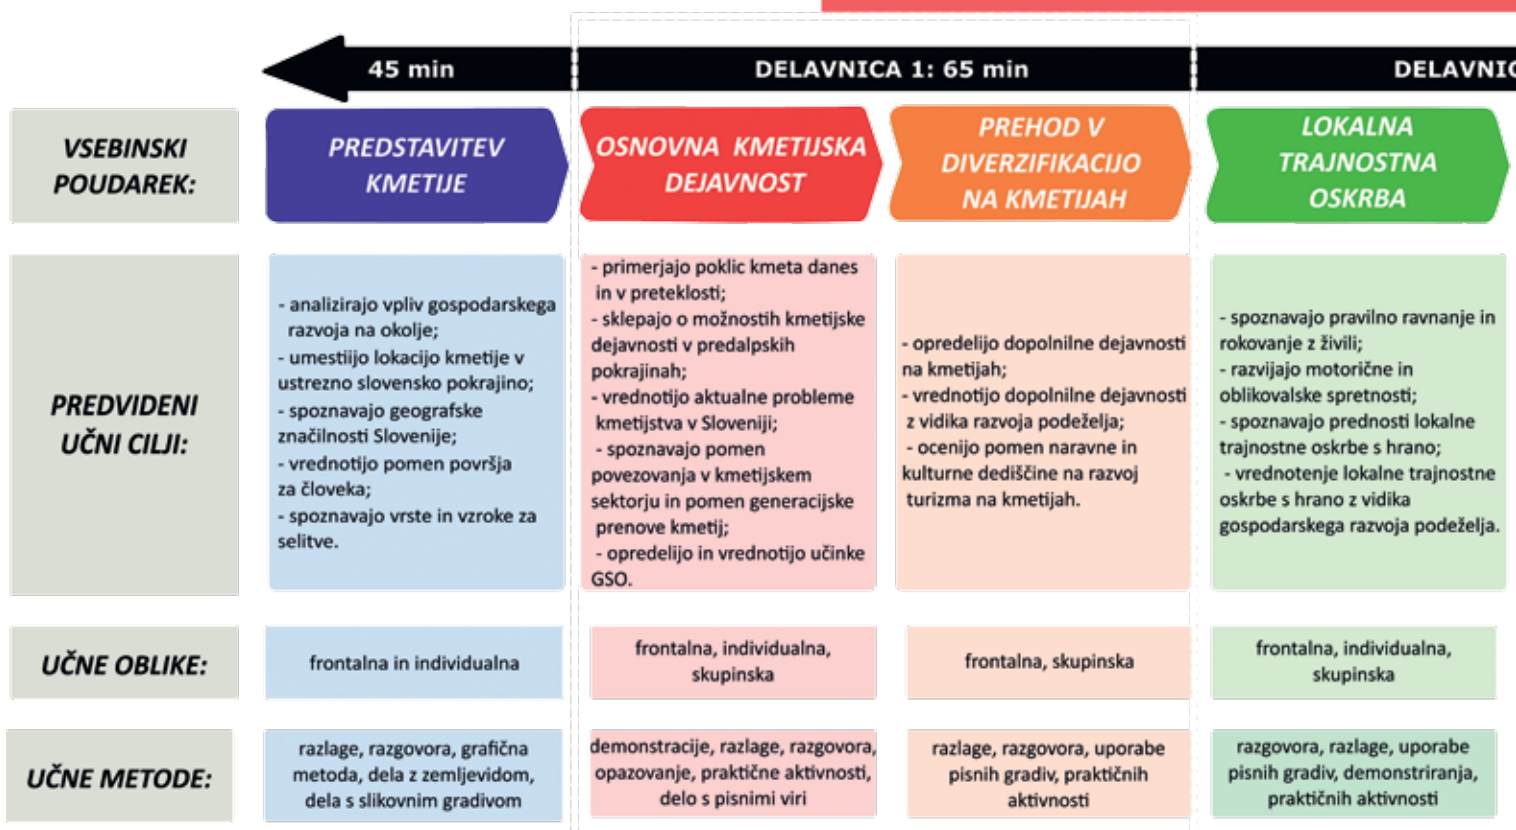 45 min
DELAVNICA 1: 65 min
DELAVNIC
VSEBINSKI
POUDAREK:
PREDSTAVITEV
KMETIJE
OSNOVNA KMETIJSKA
DEJAVNOST
PREHOD V
DIVERZIFIKACIJO
NA KMETIJAH
LOKALNA
TRAJNOSTNA
OSKRBA
PREDVIDENI
UČNI CILJI:
- analizirajo vpliv gospodarskega
razvoja na okolje;
- umestiijo lokacijo kmetije v
ustrezno slovensko pokrajino;
- spoznavajo geografske
značilnosti Slovenije;
- vrednotijo pomen površja
za človeka;
- spoznavajo vrste in vzroke za
selitve.
- primerjajo poklic kmeta danes
in v preteklosti;
- sklepajo o možnostih kmetijske
dejavnosti v predalpskih
pokrajinah;
- vrednotijo aktualne probleme
kmetijstva v Sloveniji;
- spoznavajo pomen
povezovanja v kmetijskem
sektorju in pomen generacijske
prenove kmetij;
- opredelijo in vrednotijo učinke
GSO.
- opredelijo dopolnilne dejavnosti
na kmetijah;
- vrednotijo dopolnilne dejavnosti
z vidika razvoja podeželja;
- ocenijo pomen naravne in
kulturne dediščine na razvoj
turizma na kmetijah.
- spoznavajo pravilno ravnanje in
rokovanje z živili;
- razvijajo motorične in
oblikovalske spretnosti;
- spoznavajo prednosti lokalne
trajnostne oskrbe s hrano;
- vrednotenje lokalne trajnostne
oskrbe s hrano z vidika
gospodarskega razvoja podeželja.
UČNE OBLIKE:
frontalna in individualna
frontalna, individualna,
skupinska
frontalna, skupinska
frontalna, individualna,
skupinska
UČNE METODE:
razlage, razgovora, grafična
metoda, dela z zemljevidom,
dela s slikovnim gradivom
demonstracije, razlage, razgovora,
opazovanje, praktične aktivnosti,
delo s pisnimi viri
razlage, razgovora, uporabe
pisnih gradiv, praktičnih
aktivnosti
razgovora, razlage, uporabe
pisnih gradiv, demonstriranja,
praktičnih aktivnosti